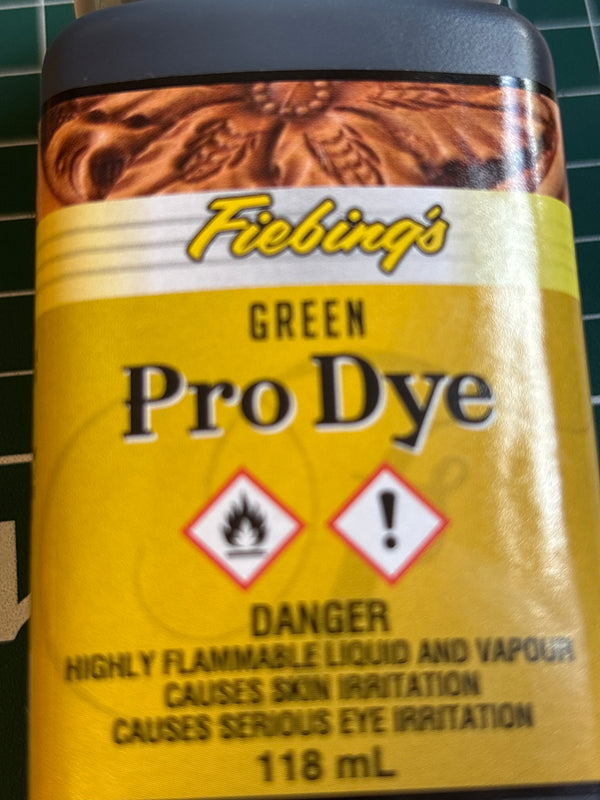 Fiebing's
GREEN
Pro Dye
DANGER
HIGHLY FLAMMABLE LIQUID AND VAPOUR
CAUSES SKIN IRRITATION
CAUSES SERIOUS EYE IRRITATION
118 mL